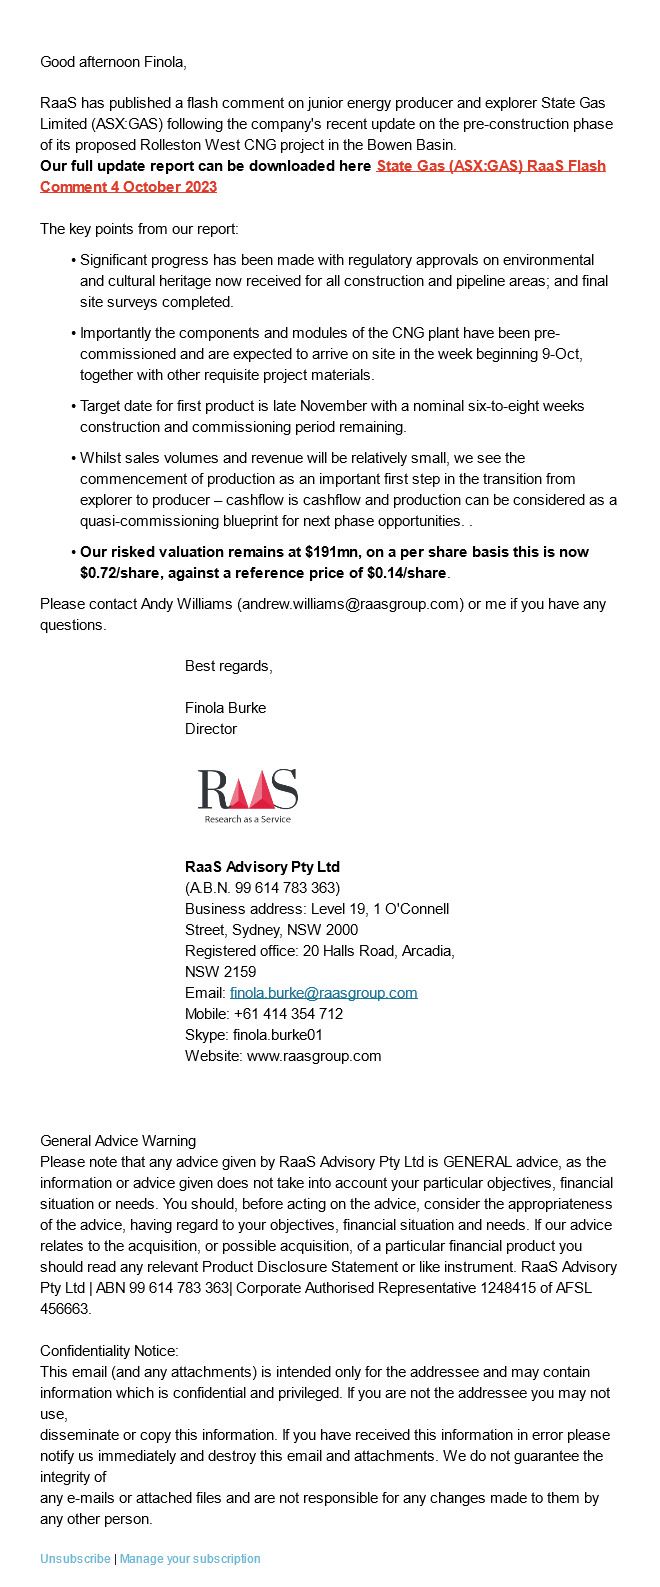 Good afternoon Finola,
RaaS has published a flash comment on junior energy producer and explorer State Gas
Limited (ASX:GAS) following the company's recent update on the pre-construction phase
of its proposed Rolleston West CNG project in the Bowen Basin.
Our full update report can be downloaded here State Gas (ASX:GAS) RaaS Flash
Comment 4 October 2023
The key points from our report:
• Significant progress has been made with regulatory approvals on environmental
and cultural heritage now received for all construction and pipeline areas; and final
site surveys completed.
• Importantly the components and modules of the CNG plant have been pre-
commissioned and are expected to arrive on site in the week beginning 9-Oct,
together with other requisite project materials.
• Target date for first product is late November with a nominal six-to-eight weeks
construction and commissioning period remaining.
• Whilst sales volumes and revenue will be relatively small, we see the
commencement of production as an important first step in the transition from
explorer to producer – cashflow is cashflow and production can be considered as a
quasi-commissioning blueprint for next phase opportunities. .
• Our risked valuation remains at $191mn, on a per share basis this is now
$0.72/share, against a reference price of $0.14/share.
Please contact Andy Williams (andrew.williams@raasgroup.com) or me if you have any
questions.
Best regards,
Finola Burke
Director
RAAS
Research as a Service
RaaS Advisory Pty Ltd
(A.B.N. 99 614 783 363)
Business address: Level 19, 1 O'Connell
Street, Sydney, NSW 2000
Registered office: 20 Halls Road, Arcadia,
NSW 2159
Email: finola.burke@raasgroup.com
Mobile: +61 414 354 712
Skype: finola.burke01
Website: www.raasgroup.com
General Advice Warning
Please note that any advice given by RaaS Advisory Pty Ltd is GENERAL advice, as the
information or advice given does not take into account your particular objectives, financial
situation or needs. You should, before acting on the advice, consider the appropriateness
of the advice, having regard to your objectives, financial situation and needs. If our advice
relates to the acquisition, or possible acquisition, of a particular financial product you
should read any relevant Product Disclosure Statement or like instrument. RaaS Advisory
Pty Ltd | ABN 99 614 783 363| Corporate Authorised Representative 1248415 of AFSL
456663.
Confidentiality Notice:
This email (and any attachments) is intended only for the addressee and may contain
information which is confidential and privileged. If you are not the addressee you may not
use,
disseminate or copy this information. If you have received this information in error please
notify us immediately and destroy this email and attachments. We do not guarantee the
integrity of
any e-mails or attached files and are not responsible for any changes made to them by
any other person.
Unsubscribe | Manage your subscription